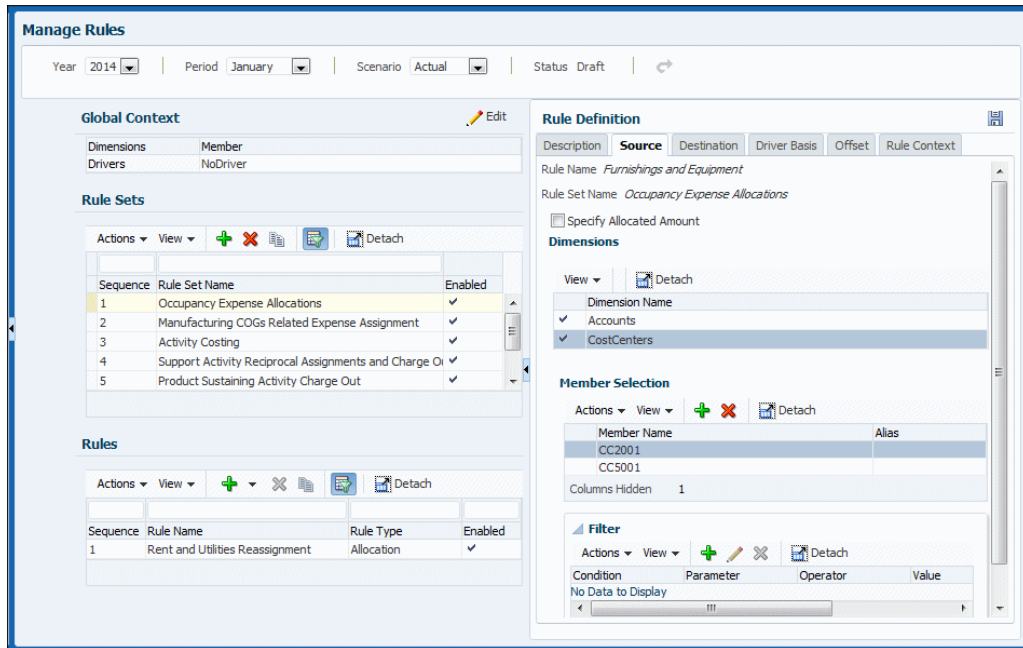 Manage Rules
Year 2014 Period January Scenario Actual Status Draft
Global Context Edit
Dimensions Member
Drivers NoDriver
Rule Sets
Actions View Detach
Sequence Rule Set Name Enabled
1 Occupancy Expense Allocations
2 Manufacturing COGs Related Expense Assignment
3 Activity Costing
4 Support Activity Reciprocal Assignments and Charge O
5 Product Sustaining Activity Charge Out
Rules
Actions View Detach
Sequence Rule Name Rule Type Enabled
1 Rent and Utilities Reassignment Allocation
Rule Definition
Description Source Destination Driver Basis Offset Rule Context
Rule Name Furnishings and Equipment
Rule Set Name Occupancy Expense Allocations
Specify Allocated Amount
Dimensions
View Detach
Dimension Name
Accounts
CostCenters
Member Selection
Actions View Detach
Member Name Alias
CC2001
CC5001
Columns Hidden 1
Filter
Actions View Detach
Condition Parameter Operator Value
No Data to Display